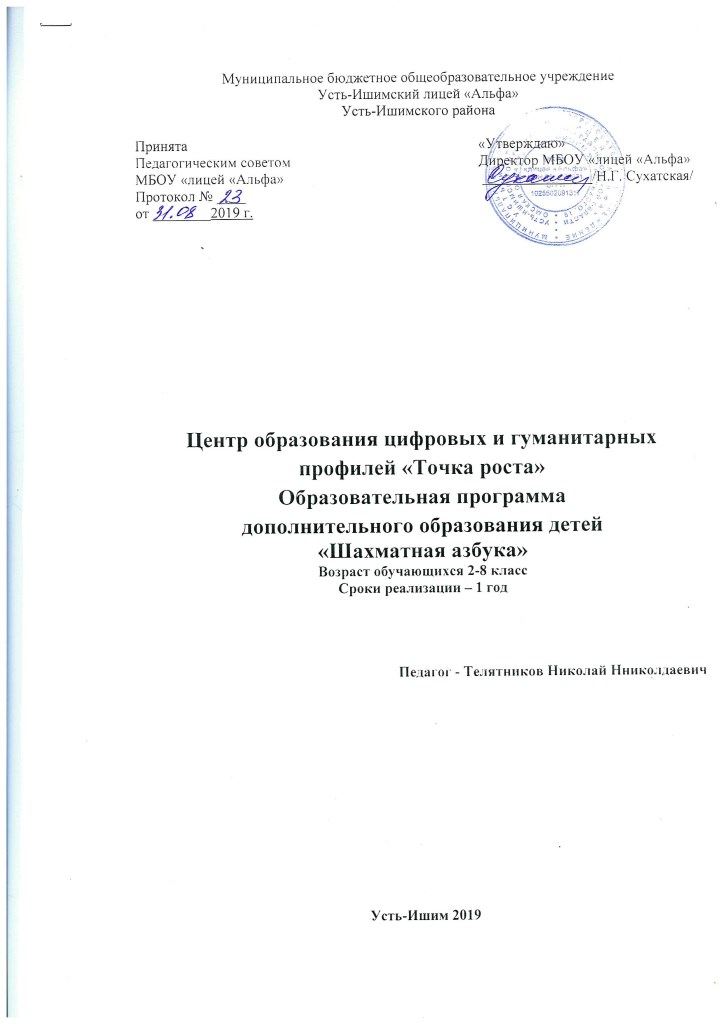 Муниципальное бюджетное общеобразовательное учреждение
Усть-Ишимский лицей «Альфа»
Усть-Ишимского района
Принята
Педагогическим советом
МБОУ «лицей «Альфа»
Протокол № 23
от 31.08 2019 г.
«Утверждаю»
Директор МБОУ «лицей «Альфа»
/Н.Г. Сухатская/
Центр образования цифровых и гуманитарных
профилей «Точка роста»
Образовательная программа
дополнительного образования детей
«Шахматная азбука»
Возраст обучающихся 2-8 класс
Сроки реализации – 1 год
Педагог - Телятников Николай Нниколдаевич
Усть-Ишим 2019